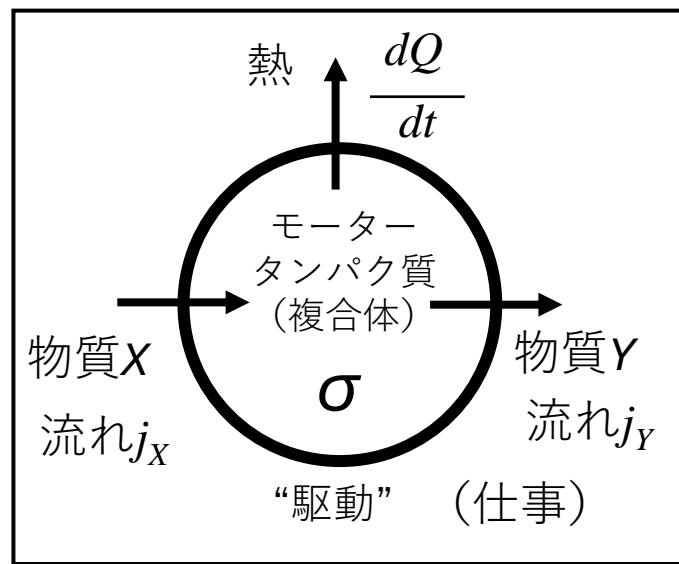 熱
dQ
dt
モーター
タンパク質
（複合体）
σ
物質X
流れj_X
物質Y
流れj_Y
“駆動” （仕事）